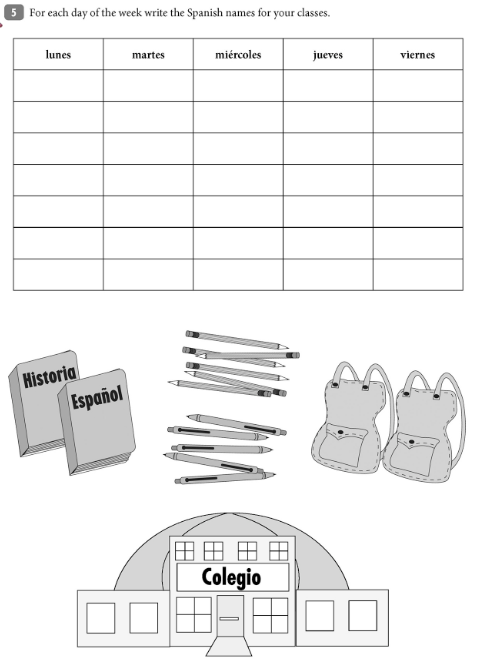 5 For each day of the week write the Spanish names for your classes.
lunes martes miércoles jueves viernes
Historia
Español
Colegio